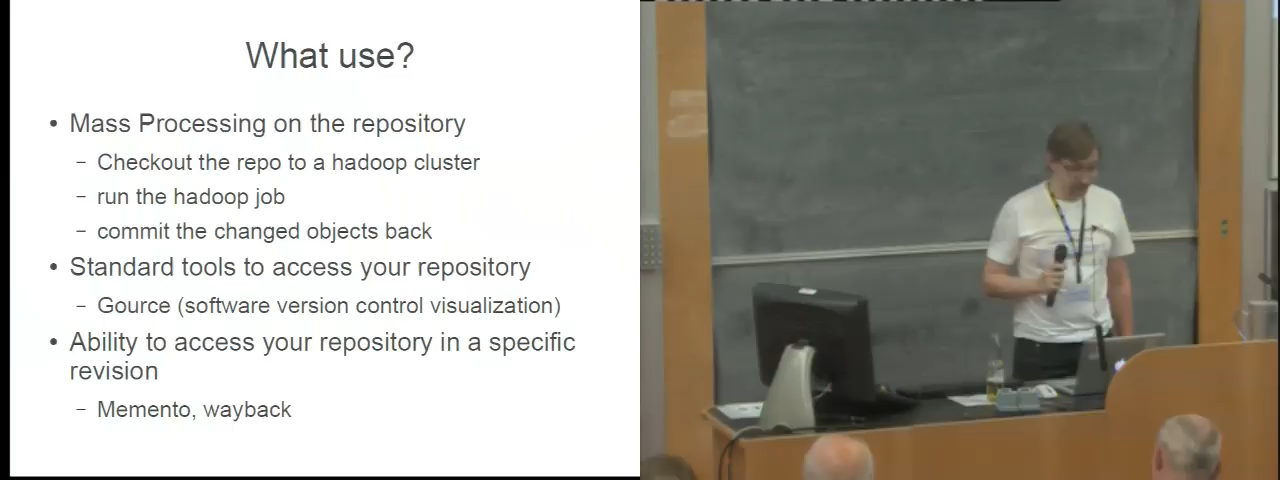 What use?
• Mass Processing on the repository
– Checkout the repo to a hadoop cluster
– run the hadoop job
– commit the changed objects back
• Standard tools to access your repository
– Gource (software version control visualization)
• Ability to access your repository in a specific
revision
– Memento, wayback